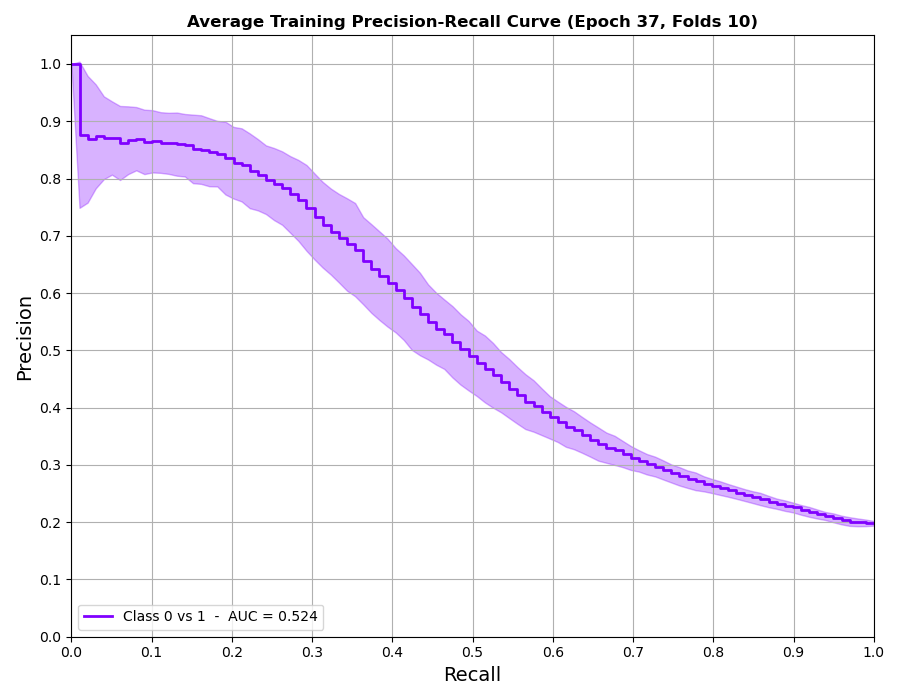 Average Training Precision-Recall Curve (Epoch 37, Folds 10)
1.0
0.9
0.8
0.7
0.6
0.5
0.4
0.3
0.2
0.1
0.0
Precision
Class 0 vs 1 - AUC = 0.524
0.0 0.1 0.2 0.3 0.4 0.5 0.6 0.7 0.8 0.9 1.0
Recall